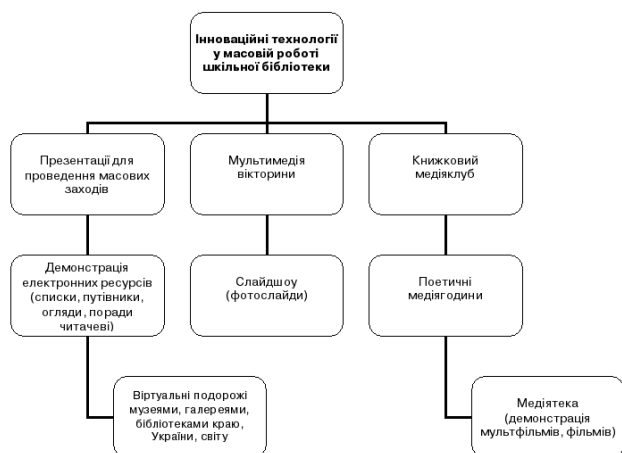 Інноваційні технології
у масовій роботі
шкільної бібліотеки
Презентації для
проведення масових
заходів
Мультимедія
вікторини
Книжковий
медіяклуб
Демонстрація
електронних ресурсів
(списки, путівники,
огляди, поради
читачеві)
Слайдшоу
(фотослайди)
Поетичні
медіягодини
Віртуальні подорожі
музеями, галереями,
бібліотеками краю,
України, світу
Медіятека
(демонстрація
мультфільмів, фільмів)